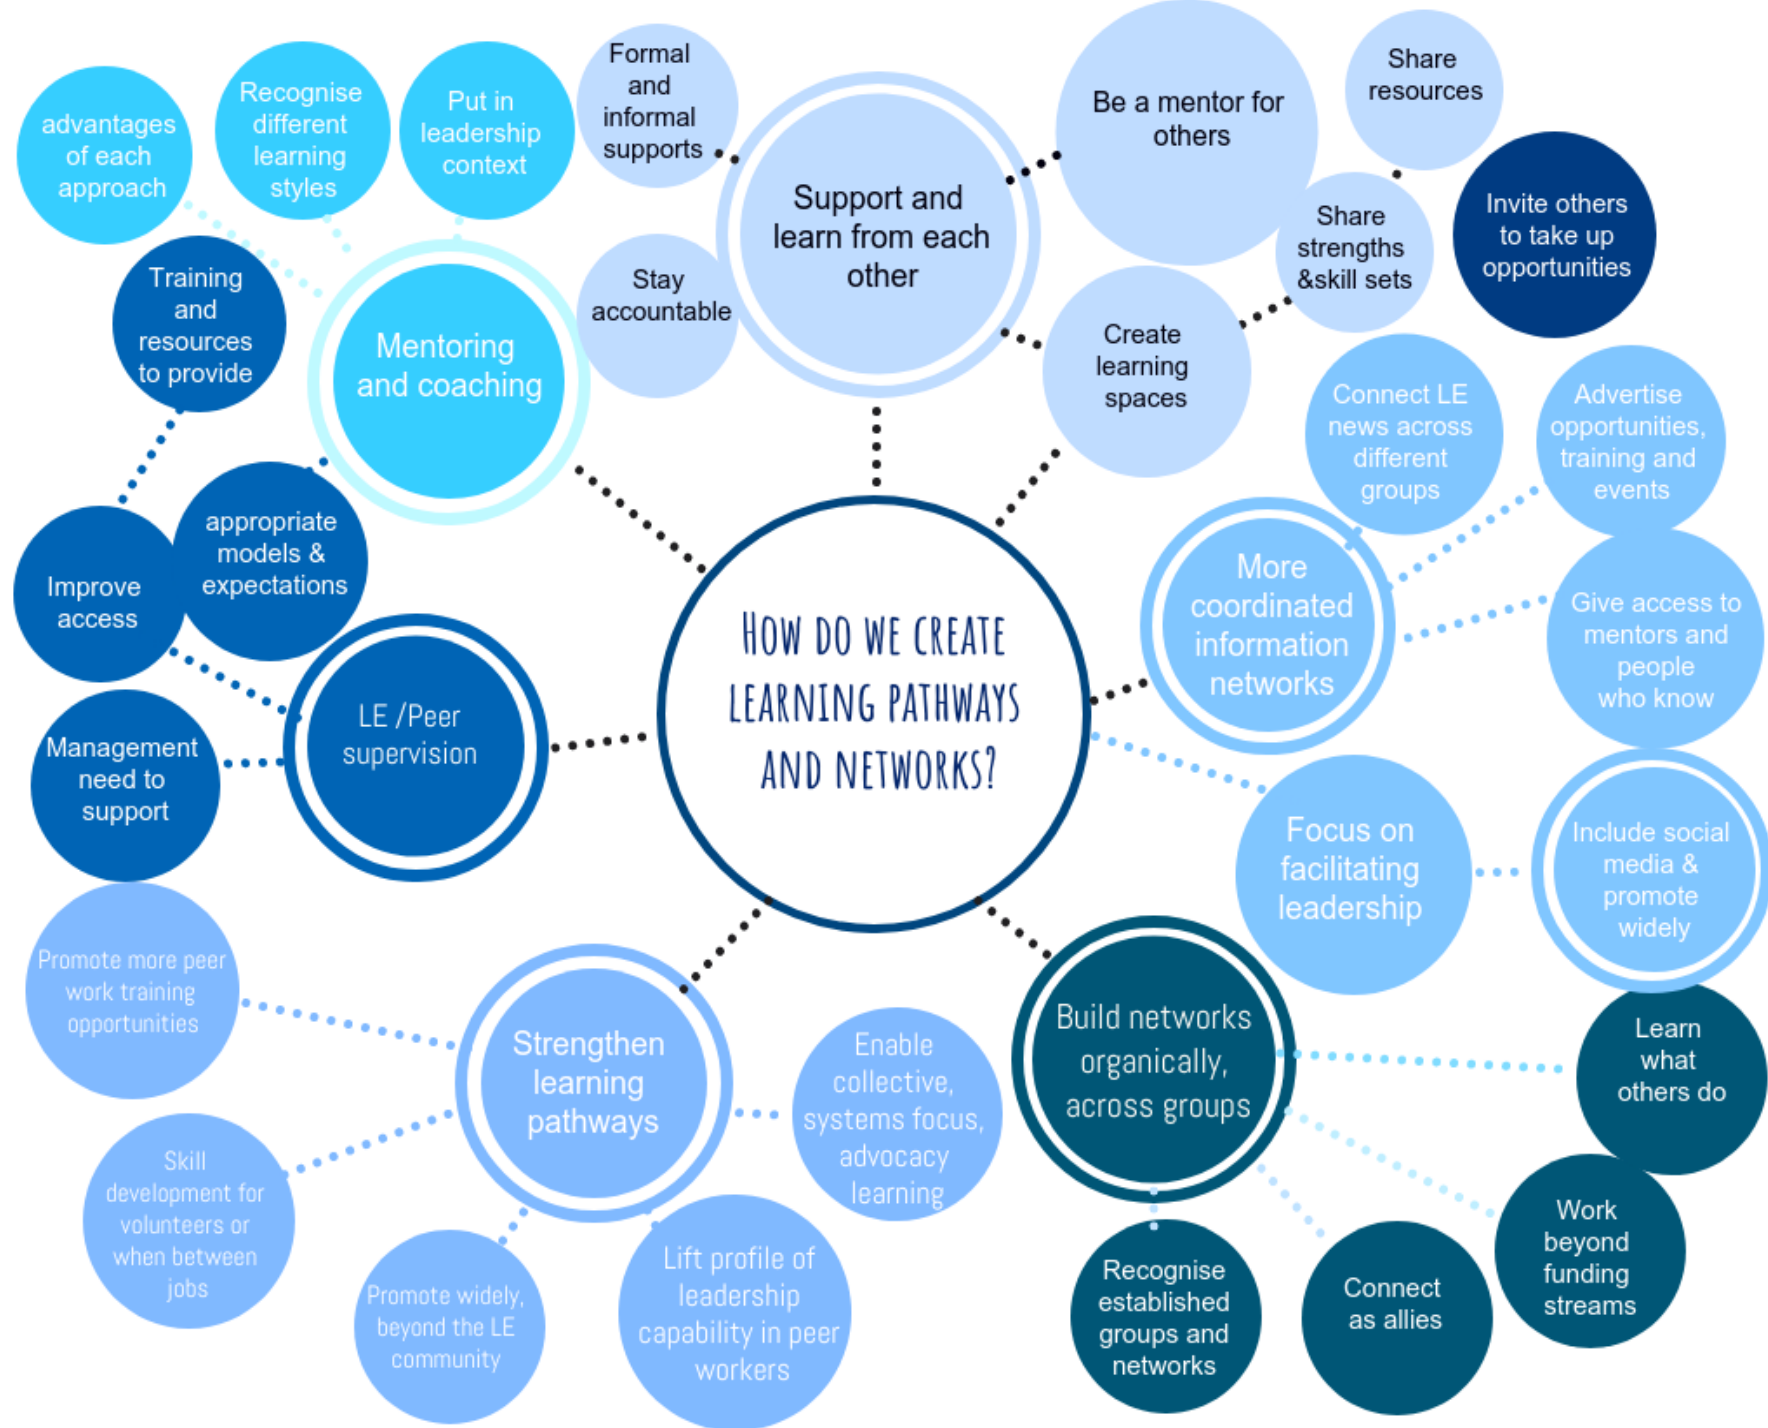 advantages
of each
approach
Recognise
different
learning
styles
Put in
leadership
context
Mentoring
and coaching
Formal
and
informal
supports
Stay
accountable
Support and
learn from each
other
Be a mentor for
others
Share
resources
Share
strengths
&skill sets
Create
learning
spaces
Invite others
to take up
opportunities
Training
and
resources
to provide
appropriate
models &
expectations
Improve
access
LE /Peer
supervision
Management
need to
support
HOW DO WE CREATE
LEARNING PATHWAYS
AND NETWORKS?
Connect LE
news across
different
groups
Advertise
opportunities,
training and
events
More
coordinated
information
networks
Give access to
mentors and
people
who know
Focus on
facilitating
leadership
Include social
media &
promote
widely
Promote more peer
work training
opportunities
Strengthen
learning
pathways
Enable
collective,
systems focus,
advocacy
learning
Skill
development for
volunteers or
when between
jobs
Promote widely,
beyond the LE
community
Lift profile of
leadership
capability in peer
workers
Build networks
organically,
across groups
Learn
what
others do
Work
beyond
funding
streams
Connect
as allies
Recognise
established
groups and
networks